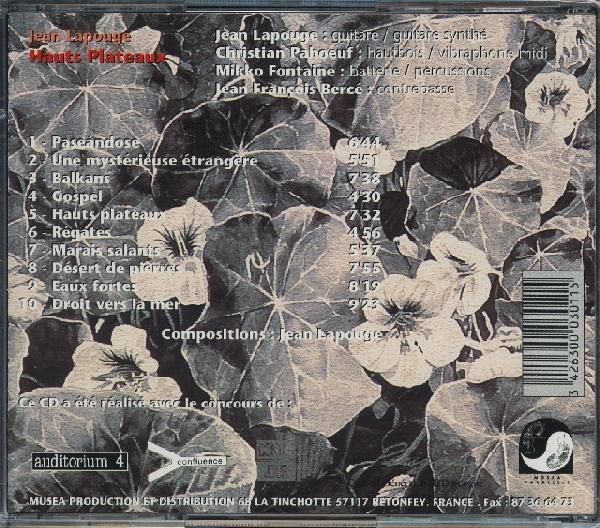 Jean Lapouge
Hauts Plateaux
Jean Lapouge : guitare / guitare synthé
Christian Paboeuf : hautbois / vibraphone midi
Mikko Fontaine : batterie / percussions
Jean François Bercé : contrebasse
1 - Paseándose 6'44
2 - Une mystérieuse étrangère 5'51
3 - Balkans 7'38
4 - Gospel 4'30
5 - Hauts plateaux 7'32
6 - Régates 4'56
7 - Marais salants 5'37
8 - Désert de pierres 7'55
9 - Eaux fortes 8'19
10 - Droit vers la mer 9'23
Compositions : Jean Lapouge
Ce CD a été réalisé avec le concours de :
auditorium 4
confluence
MUSEA
PARALLELE
3 426300 030115
MUSEA PRODUCTION ET DISTRIBUTION 68 LA TINCHOTTE 57117 RETONFEY. FRANCE . Fax : 87 36 64 73